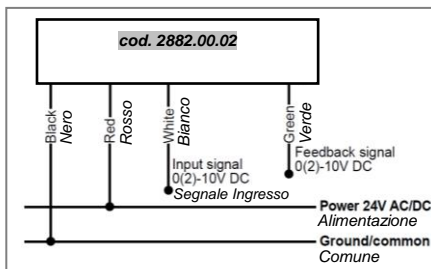 cod. 2882.00.02
Black
Nero
Red
Rosso
White
Bianco
Green
Verde
Input signal
0(2)-10V DC
Segnale Ingresso
Feedback signal
0(2)-10V DC
Power 24V AC/DC
Alimentazione
Ground/common
Comune